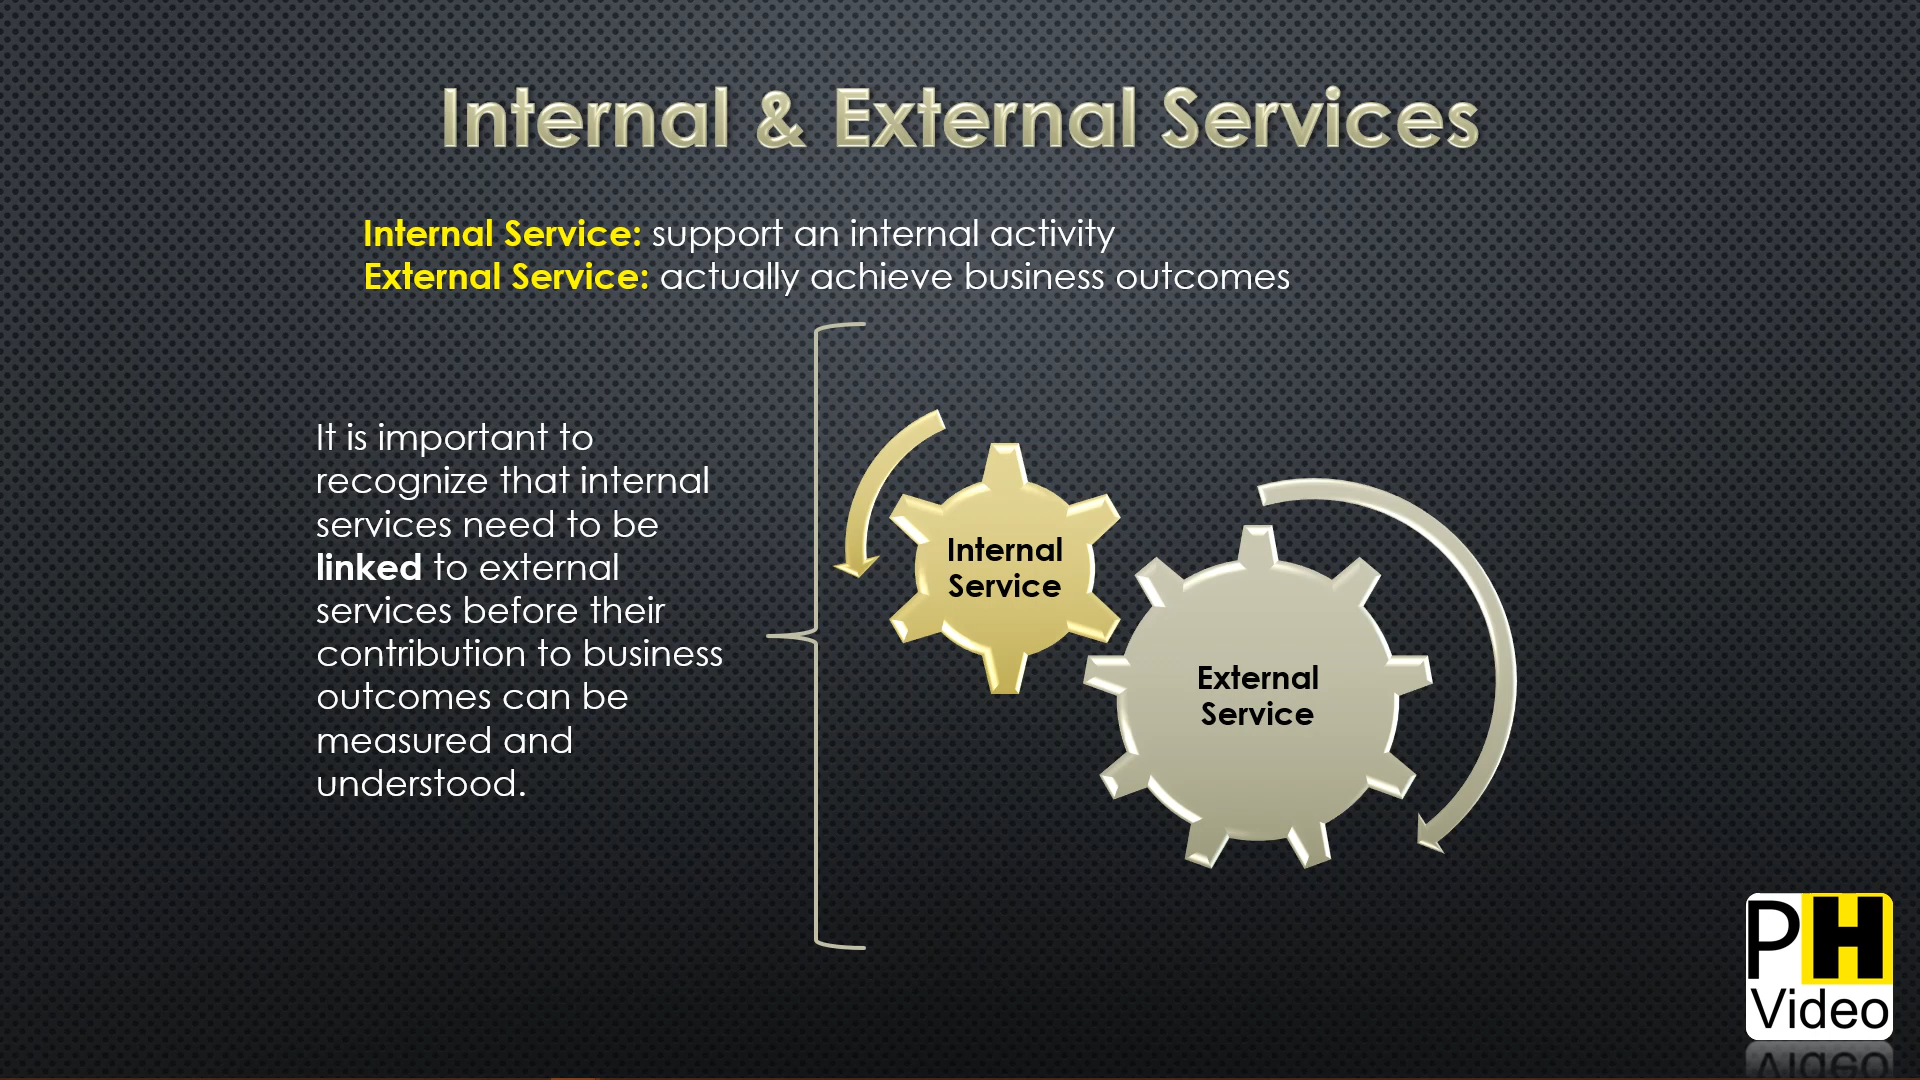 Internal & External Services
Internal Service: support an internal activity
External Service: actually achieve business outcomes
It is important to
recognize that internal
services need to be
linked to external
services before their
contribution to business
outcomes can be
measured and
understood.
Internal
Service
External
Service
PH
Video